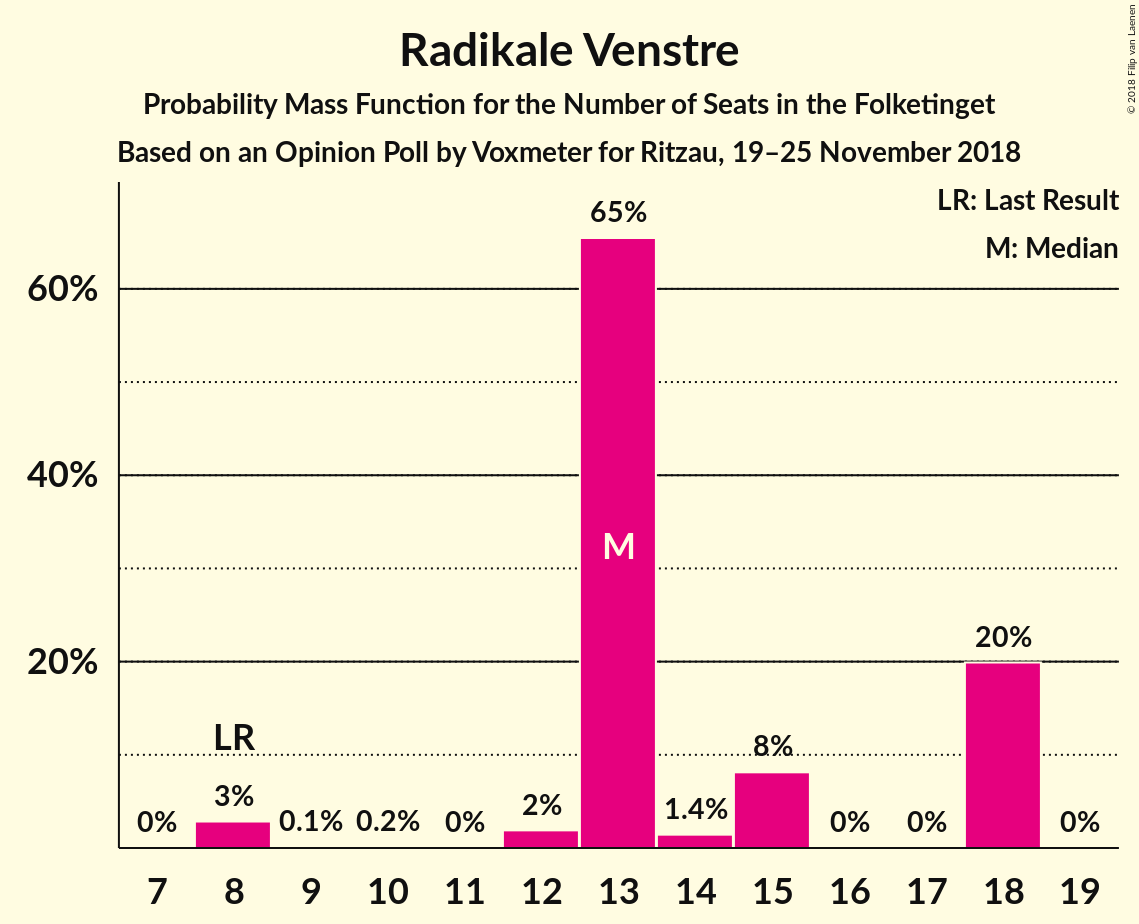 Radikale Venstre
Probability Mass Function for the Number of Seats in the Folketinget
Based on an Opinion Poll by Voxmeter for Ritzau, 19–25 November 2018
© 2018 Filip van Laenen
LR: Last Result
M: Median
65%
60%
40%
M
20%
20%
LR
8%
3%
2%
1.4%
0%
0.1%
0.2%
0%
0%
0%
0%
7 8 9 10 11 12 13 14 15 16 17 18 19